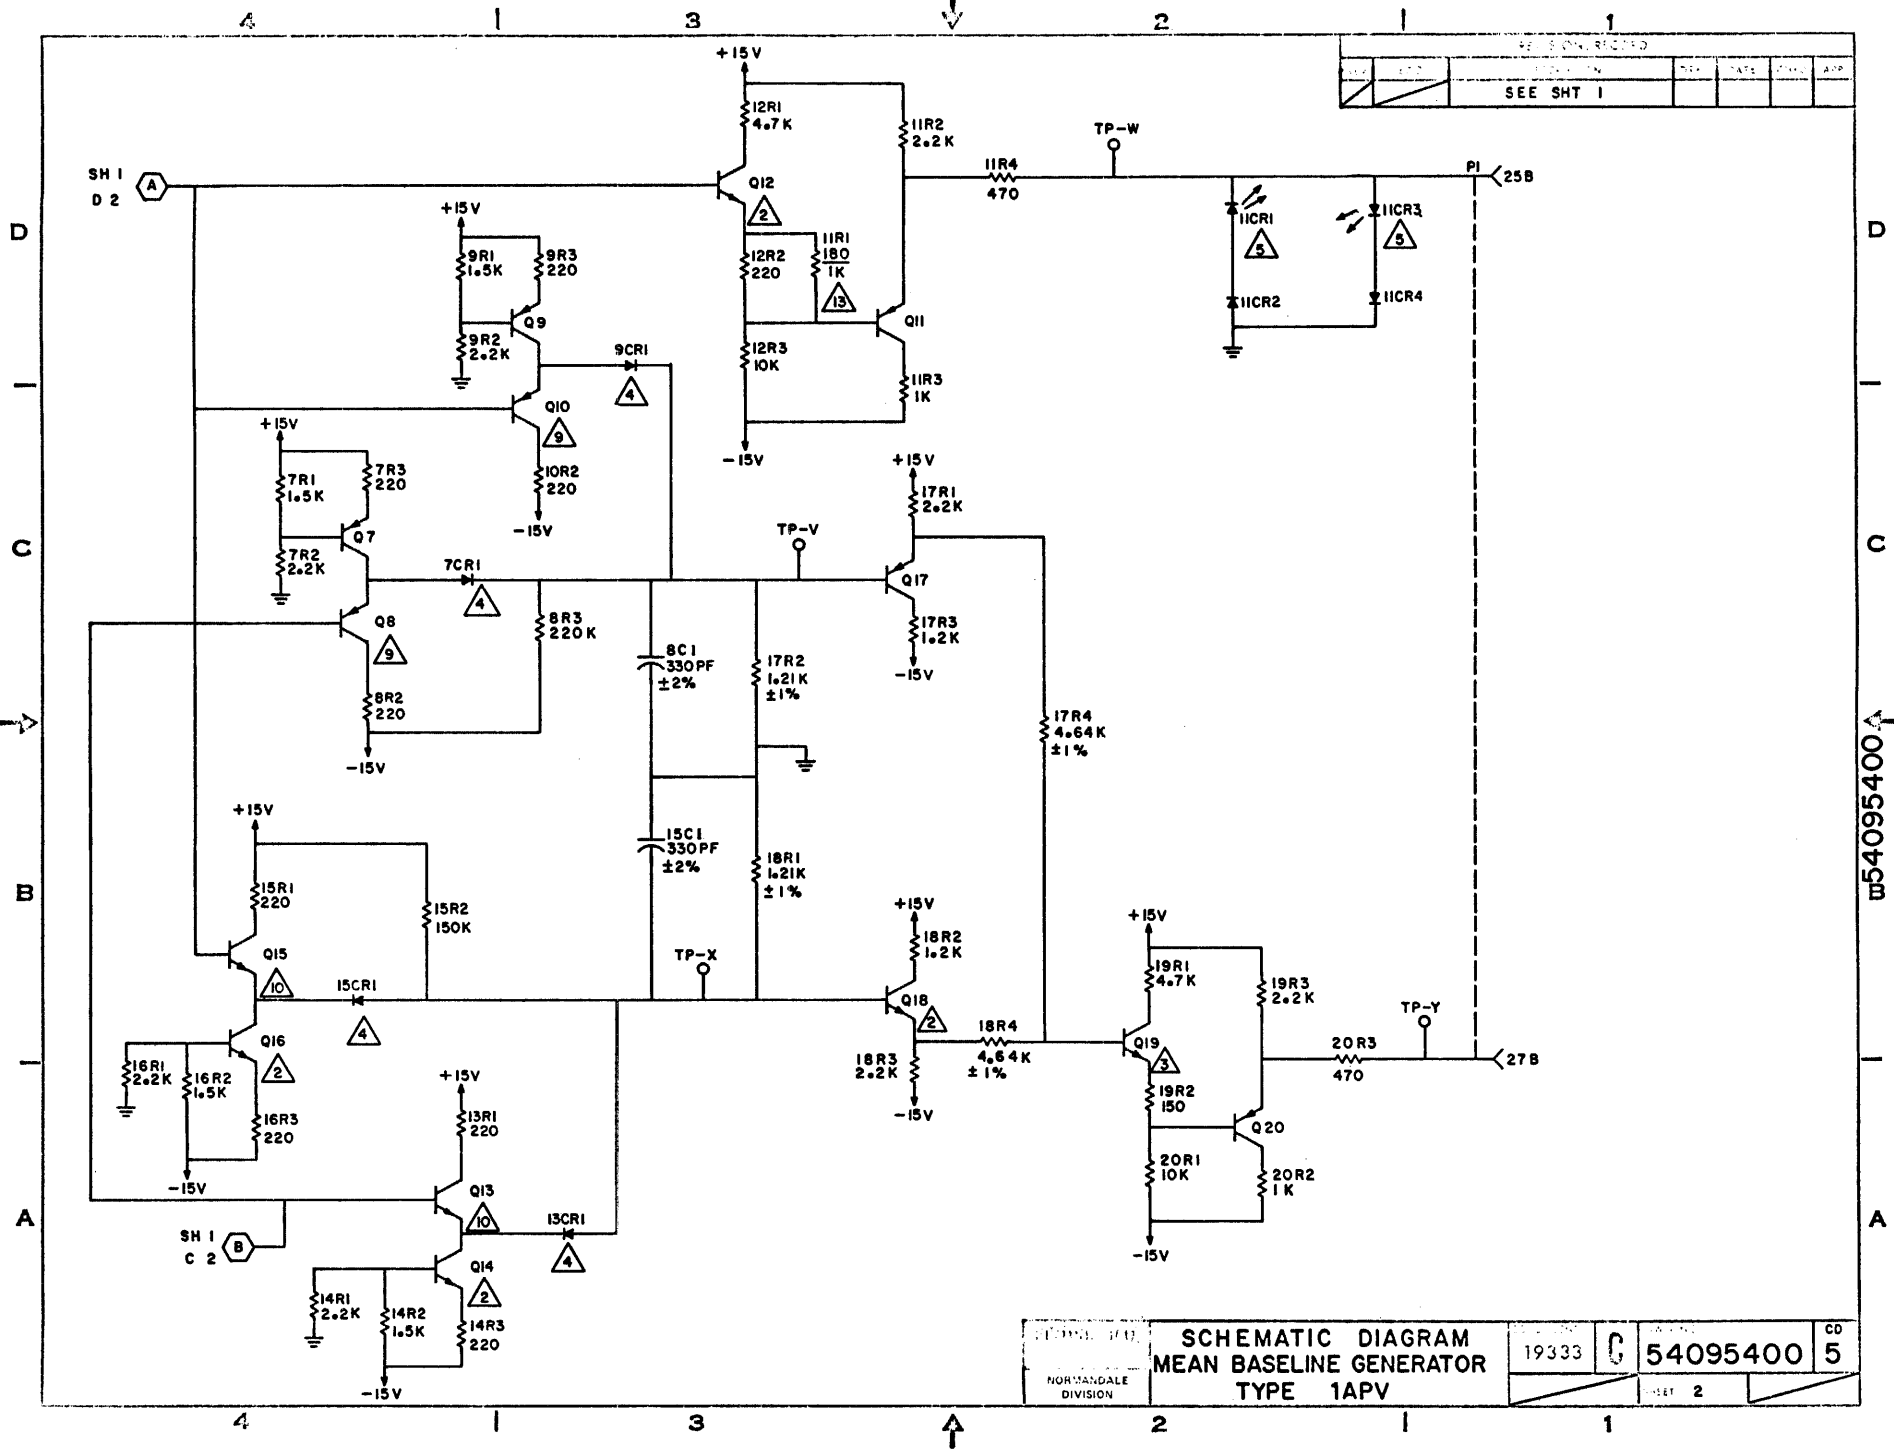 4
3
2
1
REVISION RECORD
SEE SHT 1
+15V
12R1
4.7K
11R2
2.2K
TP-W
SH 1
D 2
A
Q12
2
11R4
470
P1
25B
D
D
+15V
9R1
1.5K
9R3
220
12R2
220
11R1
180
1K
13
11CR1
5
11CR3
5
Q9
Q11
11CR2
11CR4
9R2
2.2K
9CR1
4
12R3
10K
11R3
1K
Q10
9
10R2
220
-15V
-15V
+15V
7R1
1.5K
7R3
220
+15V
17R1
2.2K
TP-V
Q7
C
C
7R2
2.2K
7CR1
4
Q17
Q8
9
8R3
220K
17R3
1.2K
-15V
8C1
330PF
±2%
17R2
1.21K
±1%
8R2
220
-15V
17R4
4.64K
±1%
54095400
+15V
15C1
330PF
±2%
18R1
1.21K
±1%
B
B
15R1
220
15R2
150K
+15V
18R2
1.2K
+15V
Q15
10
TP-X
19R1
4.7K
19R3
2.2K
15CR1
4
Q18
2
TP-Y
Q16
2
18R4
4.64K
±1%
Q19
3
20R3
470
27B
16R1
2.2K
16R2
1.5K
18R3
2.2K
-15V
+15V
13R1
220
19R2
150
16R3
220
Q20
-15V
20R1
10K
20R2
1K
Q13
10
A
A
SH 1
C 2
B
13CR1
4
-15V
Q14
2
14R1
2.2K
14R2
1.5K
14R3
220
-15V
NORMANDALE
DIVISION
SCHEMATIC DIAGRAM
MEAN BASELINE GENERATOR
TYPE 1APV
19333
C
54095400
CD
5
SHEET 2
4
3
2
1